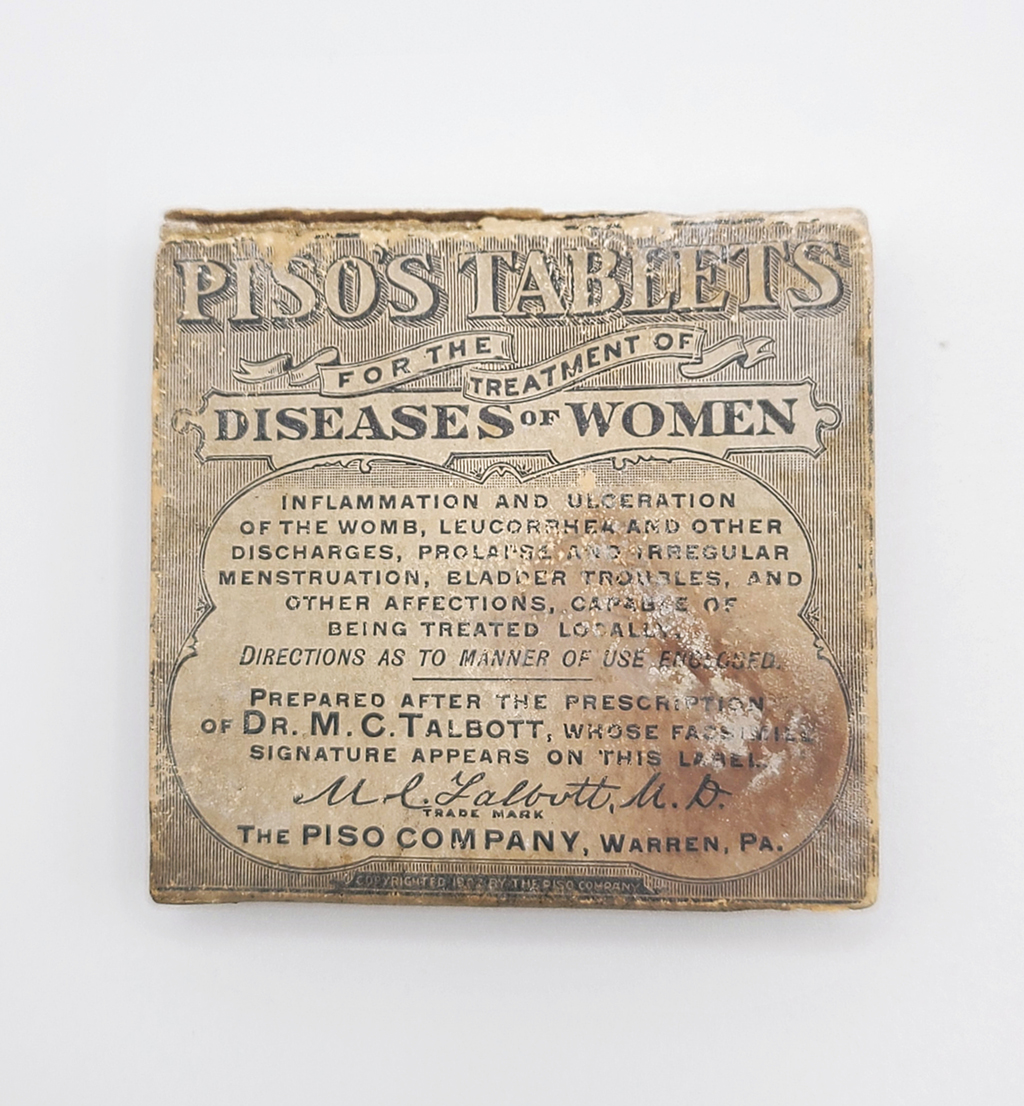 PISO'S TABLETS
FOR THE
TREATMENT OF
DISEASES OF WOMEN
INFLAMMATION AND ULCERATION
OF THE WOMB, LEUCORRHEA AND OTHER
DISCHARGES, PROLAPSE AND IRREGULAR
MENSTRUATION, BLADDER TROUBLES, AND
OTHER AFFECTIONS, CAPABLE OF
BEING TREATED LOCALLY.
DIRECTIONS AS TO MANNER OF USE ENCLOSED.
PREPARED AFTER THE PRESCRIPTION
OF DR. M. C. TALBOTT, WHOSE FACSIMILE
SIGNATURE APPEARS ON THIS LABEL.
M. C. Talbott, M. D.
TRADE MARK
THE PISO COMPANY, WARREN, PA.
COPYRIGHTED BY THE PISO COMPANY